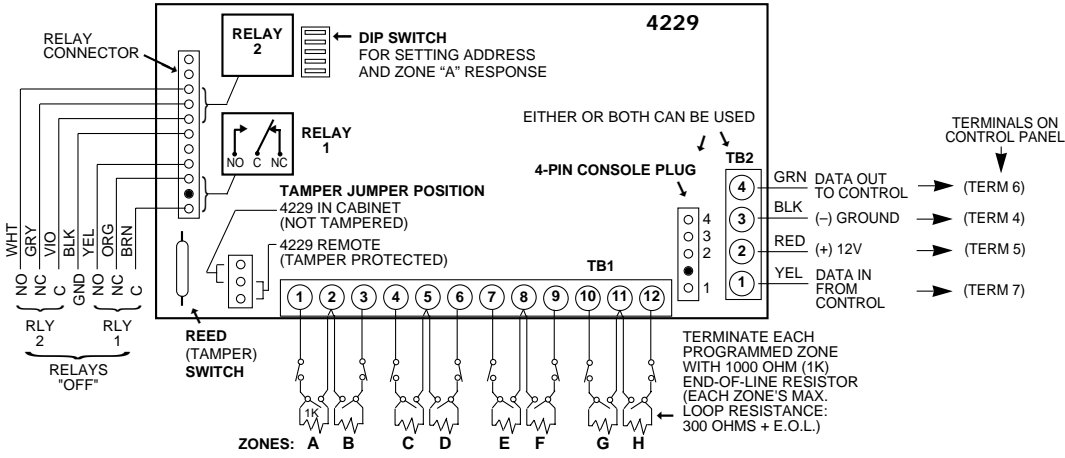 4229
RELAY
CONNECTOR
RELAY
2
DIP SWITCH
FOR SETTING ADDRESS
AND ZONE “A” RESPONSE
NO C NC
RELAY
1
EITHER OR BOTH CAN BE USED
4-PIN CONSOLE PLUG
TB2
TERMINALS ON
CONTROL PANEL
4 GRN DATA OUT
TO CONTROL (TERM 6)
3 BLK (–) GROUND (TERM 4)
2 RED (+) 12V (TERM 5)
1 YEL DATA IN
FROM
CONTROL (TERM 7)
4
3
2
1
TAMPER JUMPER POSITION
4229 IN CABINET
(NOT TAMPERED)
4229 REMOTE
(TAMPER PROTECTED)
WHT GRY VIO BLK YEL ORG BRN
NO NC C GND NO NC C
RLY
2
RLY
1
RELAYS
"OFF"
REED
(TAMPER)
SWITCH
TB1
1 2 3 4 5 6 7 8 9 10 11 12
1K
ZONES: A B C D E F G H
TERMINATE EACH
PROGRAMMED ZONE
WITH 1000 OHM (1K)
END-OF-LINE RESISTOR
(EACH ZONE'S MAX.
LOOP RESISTANCE:
300 OHMS + E.O.L.)